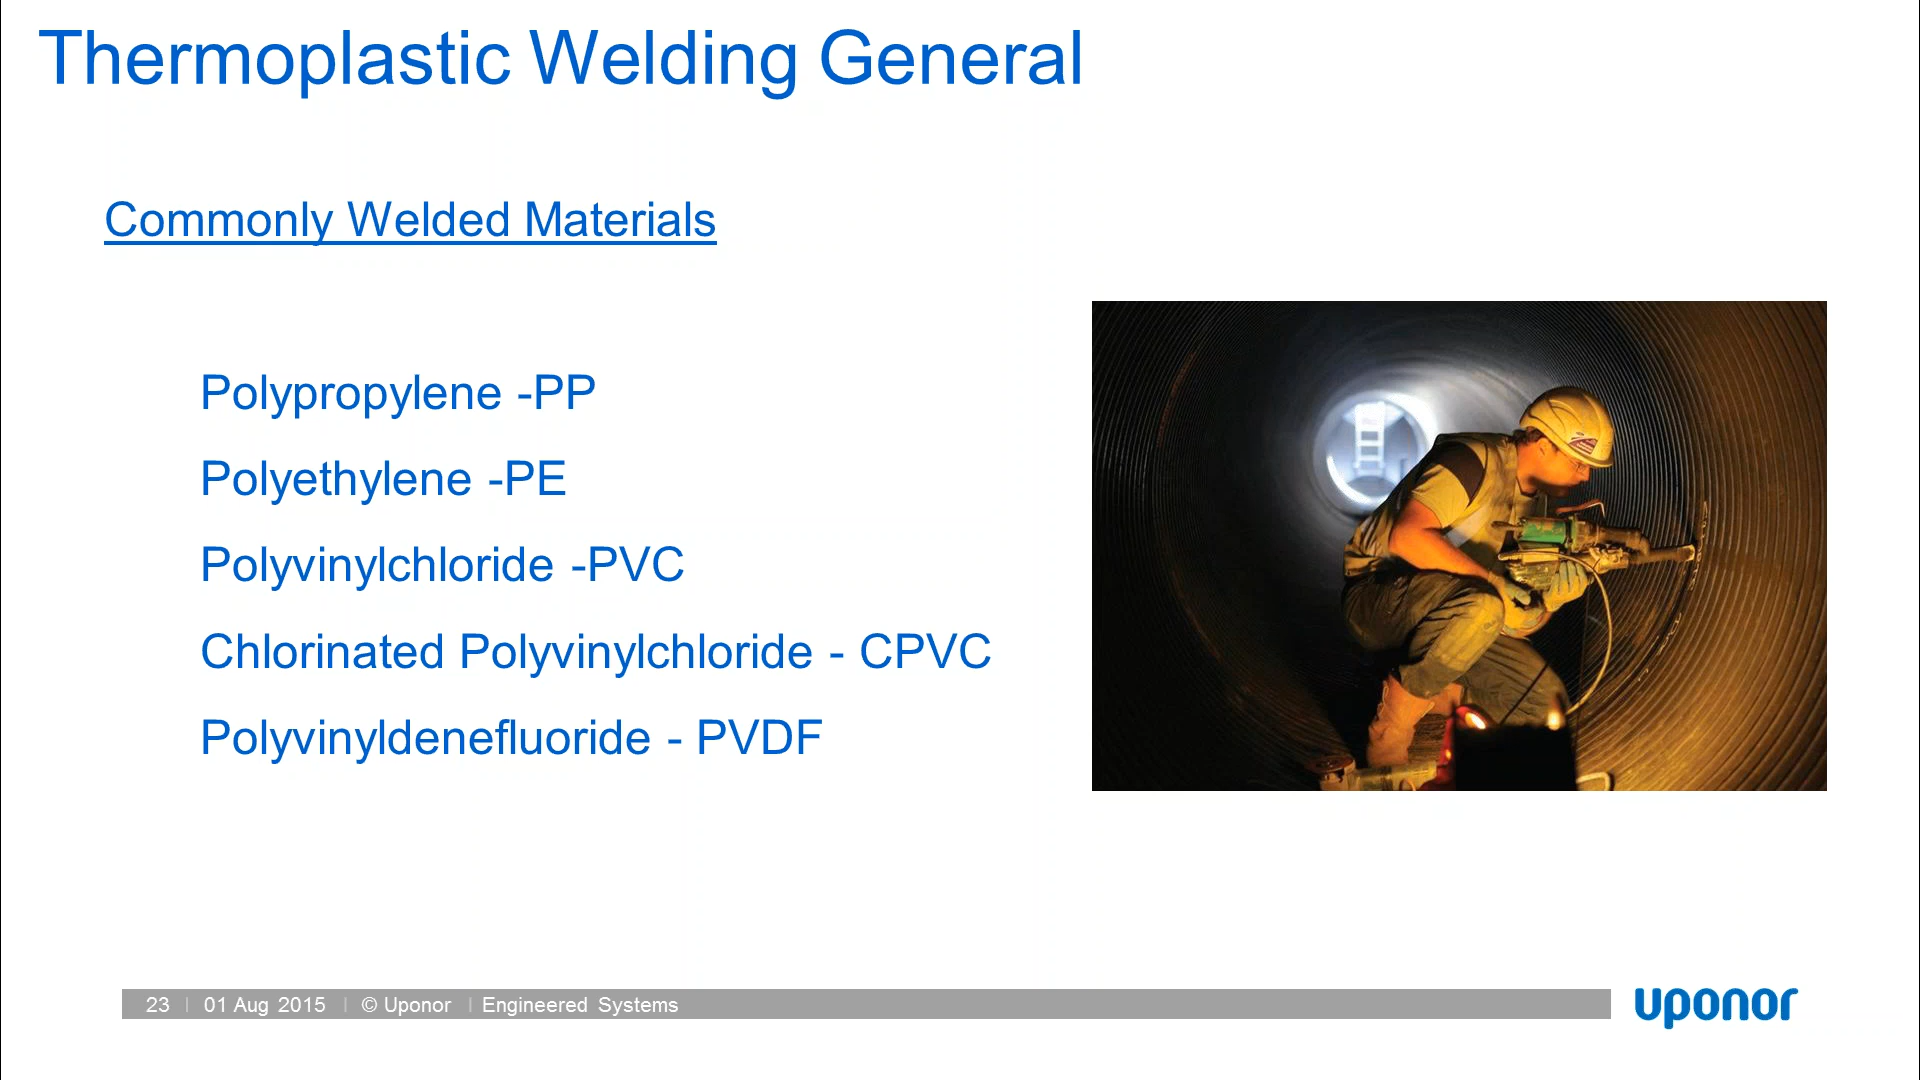 Thermoplastic Welding General
Commonly Welded Materials
Polypropylene -PP
Polyethylene -PE
Polyvinylchloride -PVC
Chlorinated Polyvinylchloride - CPVC
Polyvinyldenefluoride - PVDF
23 | 01 Aug 2015 | © Uponor | Engineered Systems
uponor